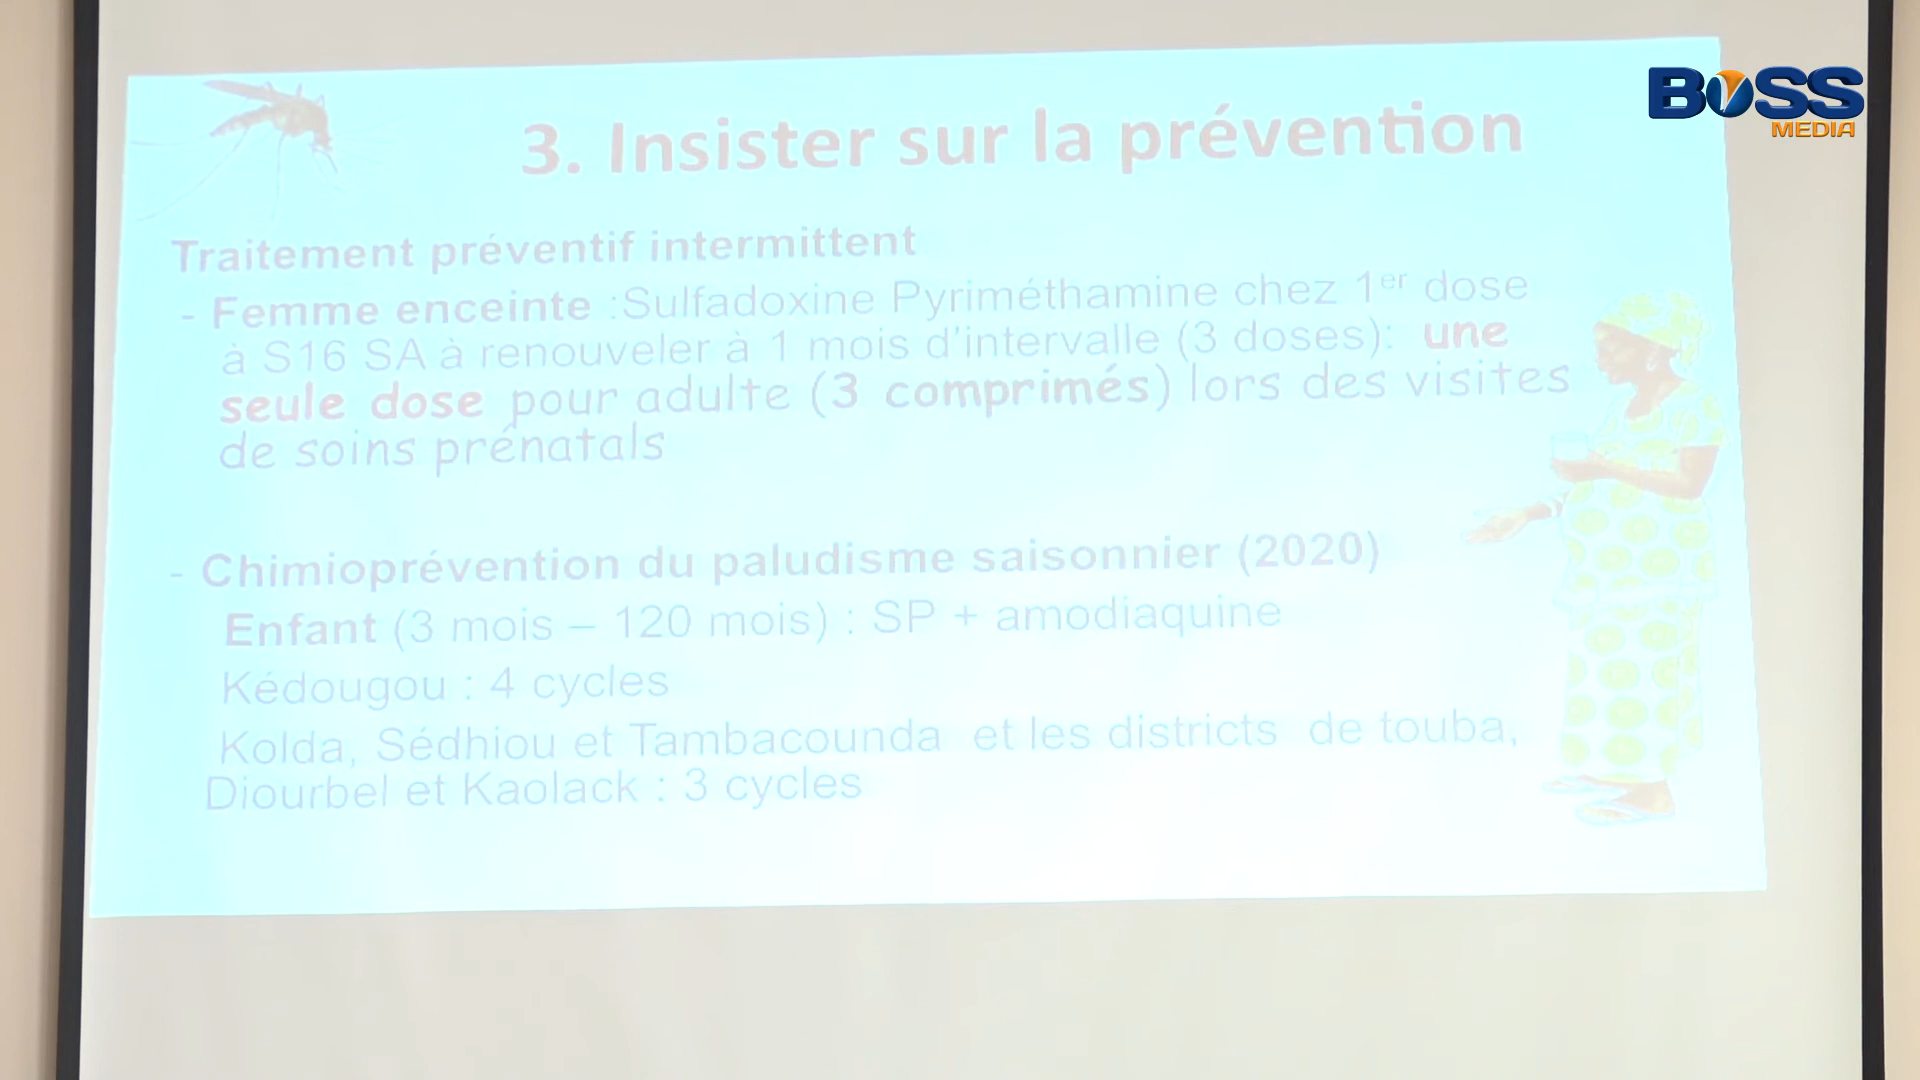 BOSS
MEDIA
3. Insister sur la prévention
Traitement préventif intermittent
- Femme enceinte :Sulfadoxine Pyriméthamine chez 1er dose
à S16 SA à renouveler à 1 mois d'intervalle (3 doses): une
seule dose pour adulte (3 comprimés) lors des visites
de soins prénatals
- Chimioprévention du paludisme saisonnier (2020)
Enfant (3 mois – 120 mois) : SP + amodiaquine
Kédougou : 4 cycles
Kolda, Sédhiou et Tambacounda et les districts de touba,
Diourbel et Kaolack : 3 cycles